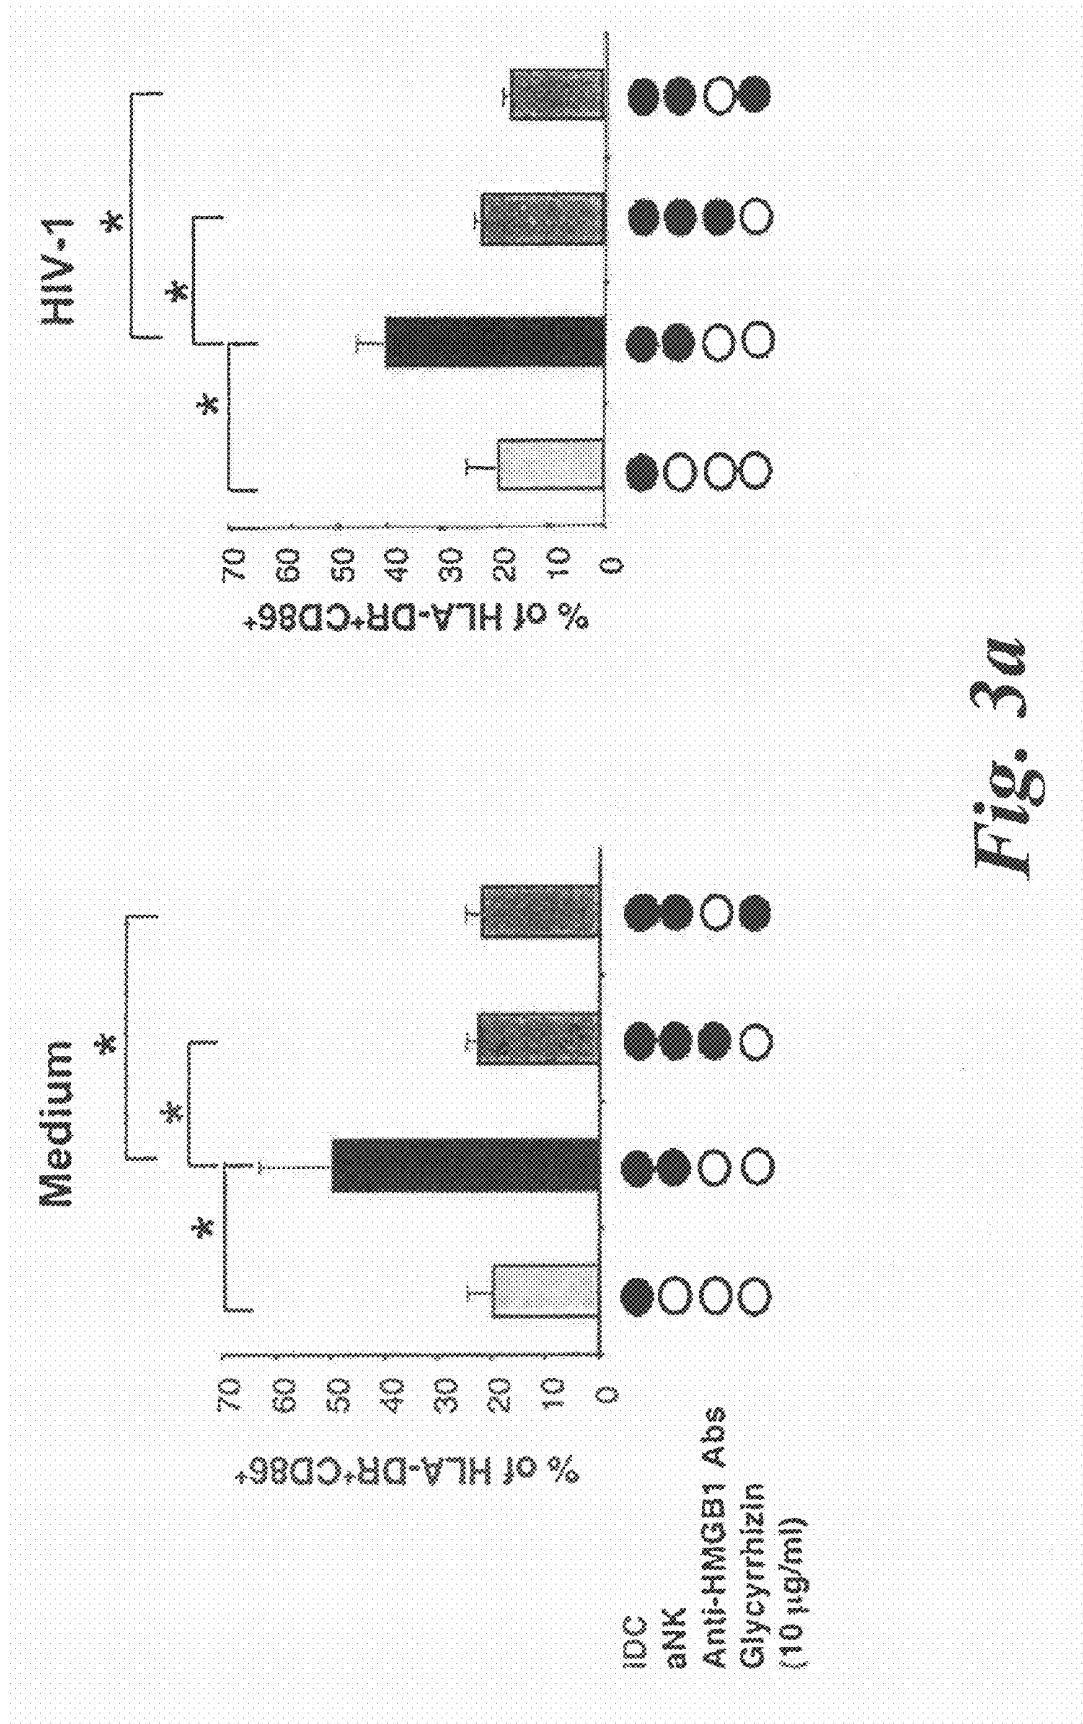 Medium
HIV-1
*
*
*
*
*
*
% of HLA-DR⁺CD86⁺
70
60
50
40
30
20
10
0
% of HLA-DR⁺CD86⁺
70
60
50
40
30
20
10
0
IDC
aNK
Anti-HMGB1 Abs
Glycyrrhizin
(10 µg/ml)
Fig. 3a